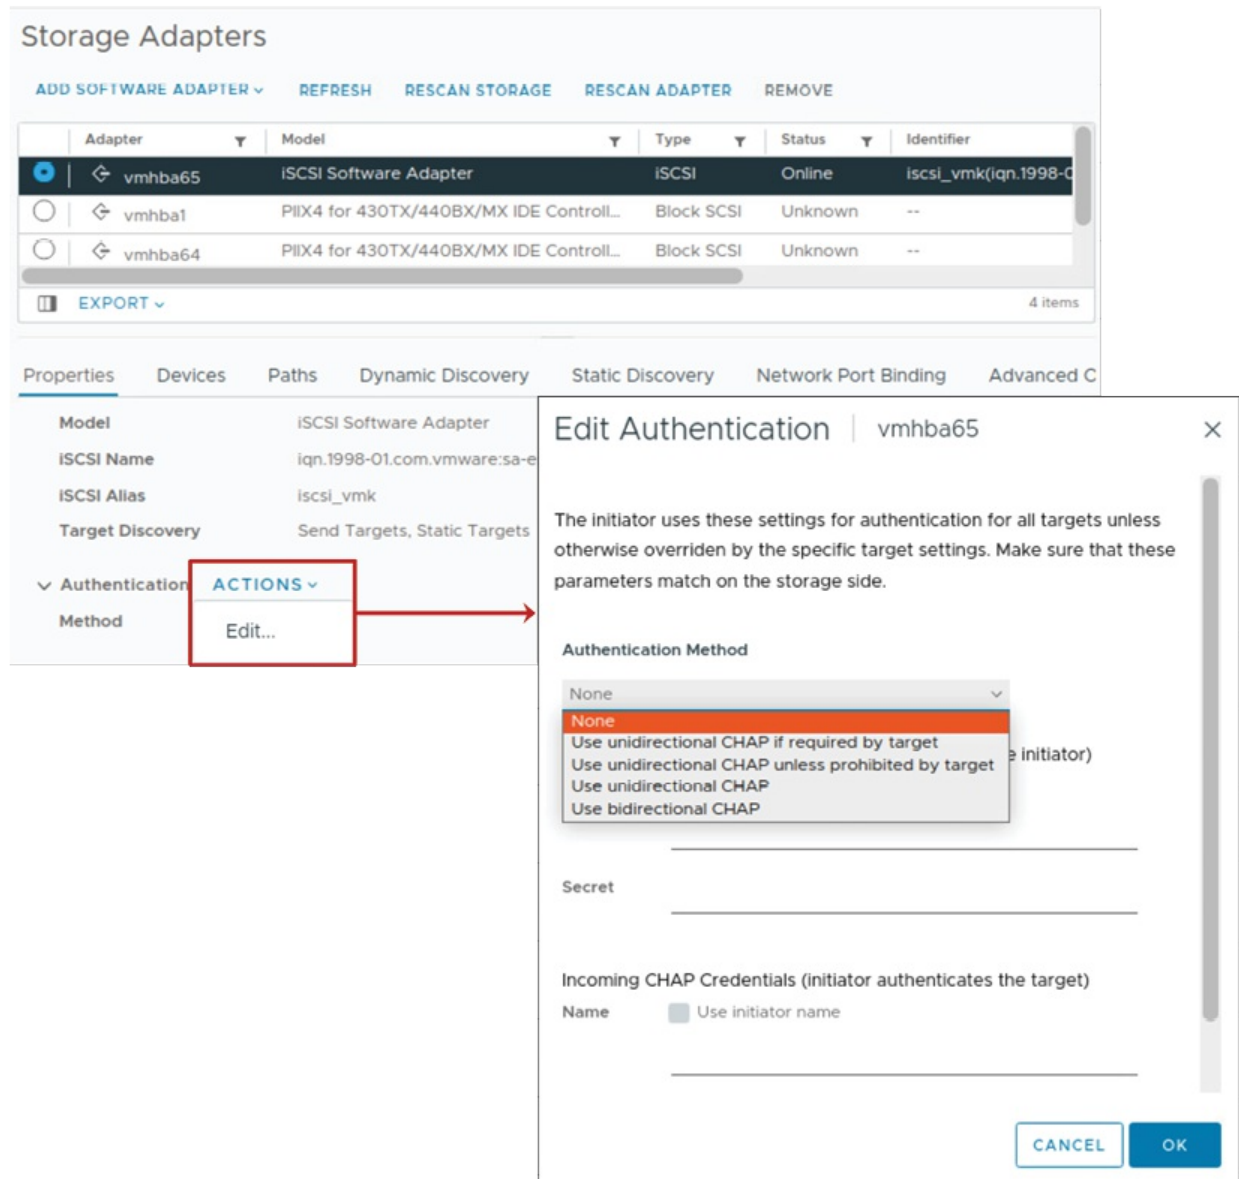 Storage Adapters
ADD SOFTWARE ADAPTER REFRESH RESCAN STORAGE RESCAN ADAPTER REMOVE
Adapter Model Type Status Identifier
vmhba65 iSCSI Software Adapter iSCSI Online iscsi_vmk(iqn.1998-0
vmhba1 PIIX4 for 430TX/440BX/MX IDE Controll... Block SCSI Unknown --
vmhba64 PIIX4 for 430TX/440BX/MX IDE Controll... Block SCSI Unknown --
EXPORT 4 items
Properties Devices Paths Dynamic Discovery Static Discovery Network Port Binding Advanced
Model iSCSI Software Adapter
iSCSI Name iqn.1998-01.com.vmware:sa-e
iSCSI Alias iscsi_vmk
Target Discovery Send Targets, Static Targets
Authentication ACTIONS
Method Edit...
Edit Authentication | vmhba65
The initiator uses these settings for authentication for all targets unless
otherwise overriden by the specific target settings. Make sure that these
parameters match on the storage side.
Authentication Method
None
None
Use unidirectional CHAP if required by target
Use unidirectional CHAP unless prohibited by target
initiator)
Use unidirectional CHAP
Use bidirectional CHAP
Secret
Incoming CHAP Credentials (initiator authenticates the target)
Name Use initiator name
CANCEL OK